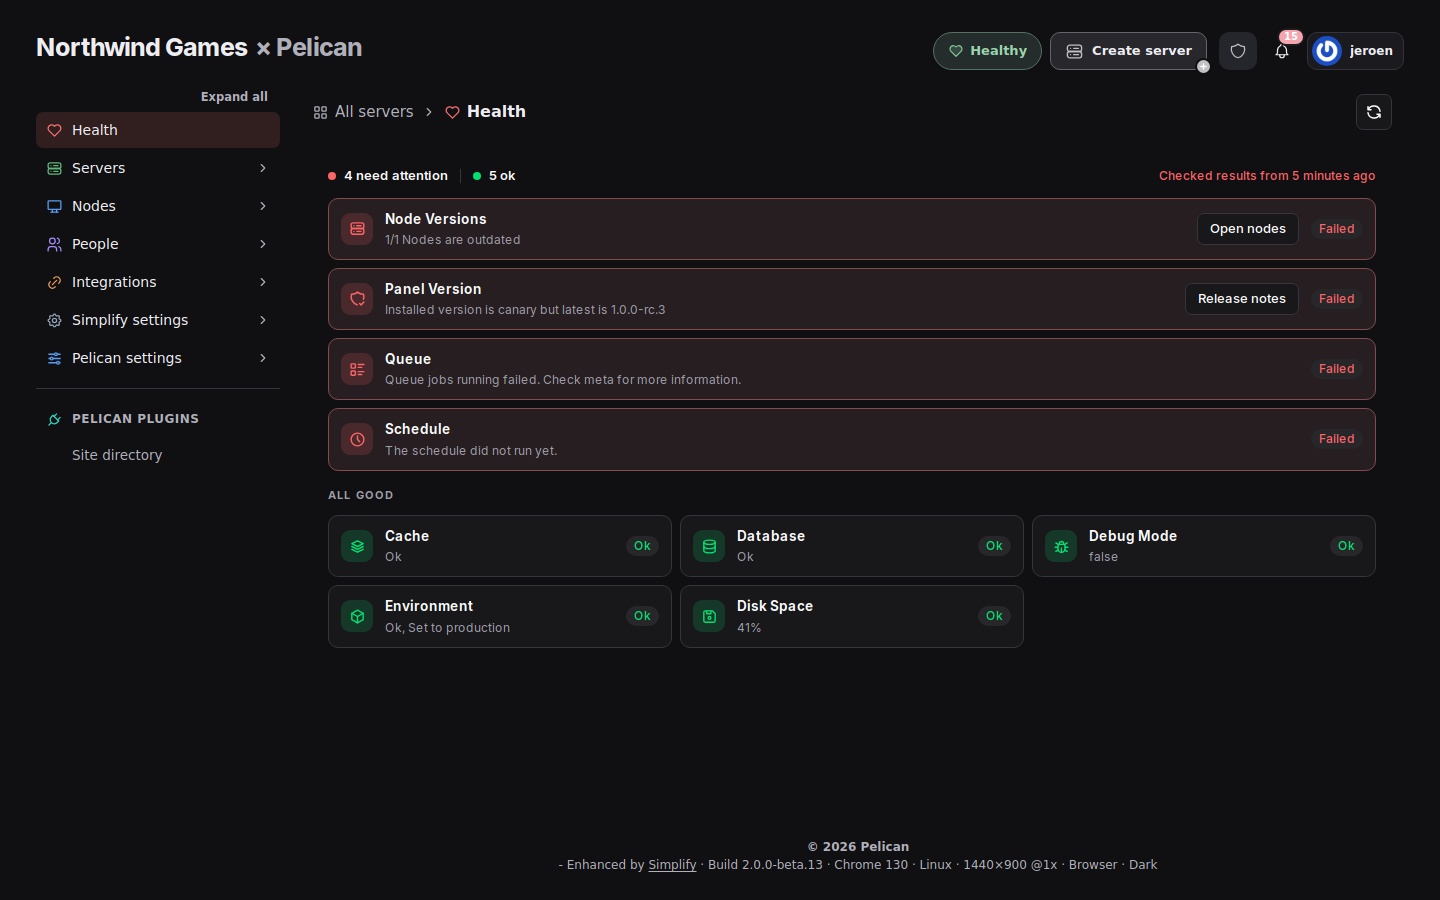 Northwind Games × Pelican
Healthy
Create server
15
jeroen
Expand all
Health
Servers
Nodes
People
Integrations
Simplify settings
Pelican settings
PELICAN PLUGINS
Site directory
All servers
Health
4 need attention
5 ok
Checked results from 5 minutes ago
Node Versions
1/1 Nodes are outdated
Open nodes
Failed
Panel Version
Installed version is canary but latest is 1.0.0-rc.3
Release notes
Failed
Queue
Queue jobs running failed. Check meta for more information.
Failed
Schedule
The schedule did not run yet.
Failed
ALL GOOD
Cache
Ok
Ok
Database
Ok
Ok
Debug Mode
false
Ok
Environment
Ok, Set to production
Ok
Disk Space
41%
Ok
© 2026 Pelican
- Enhanced by Simplify · Build 2.0.0-beta.13 · Chrome 130 · Linux · 1440×900 @1x · Browser · Dark